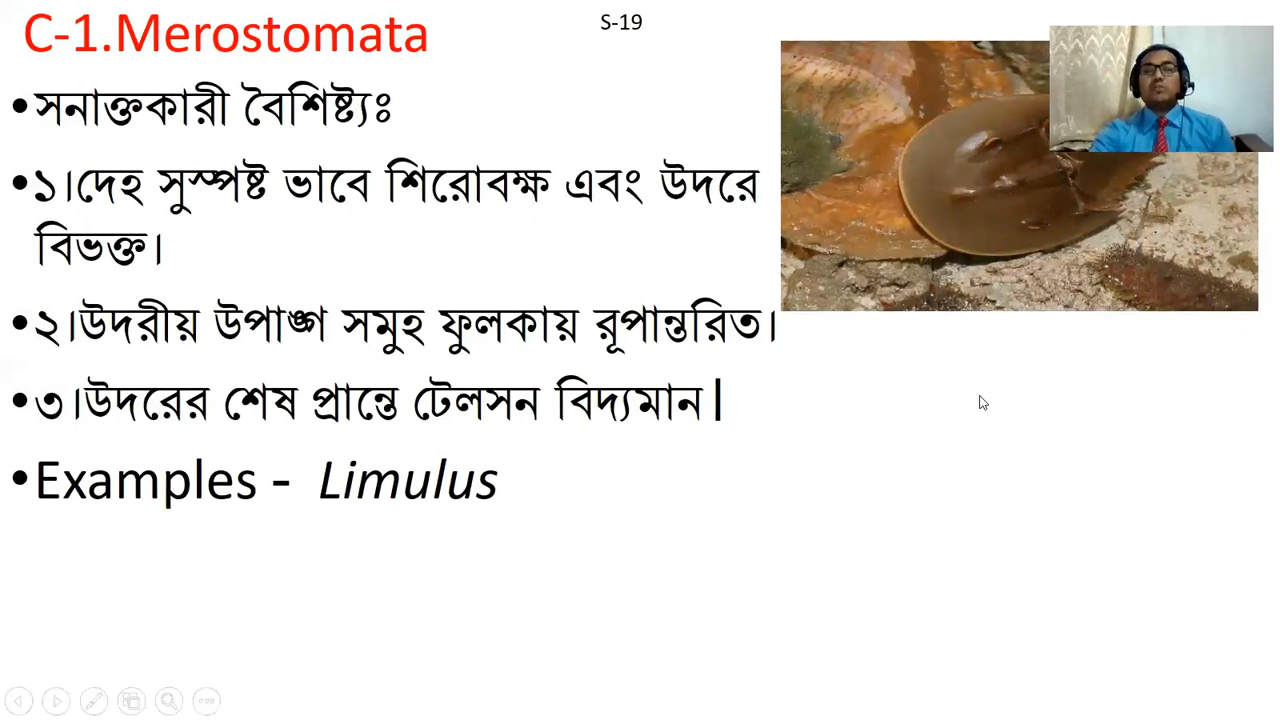 C-1.Merostomata
S-19
•সনাক্তকারী বৈশিষ্ট্যঃ
•১।দেহ সুস্পষ্ট ভাবে শিরোবক্ষ এবং উদরে
বিভক্ত।
•২।উদরীয় উপাঙ্গ সমুহ ফুলকায় রূপান্তরিত।
•৩।উদরের শেষ প্রান্তে টেলসন বিদ্যমান|
•Examples - Limulus